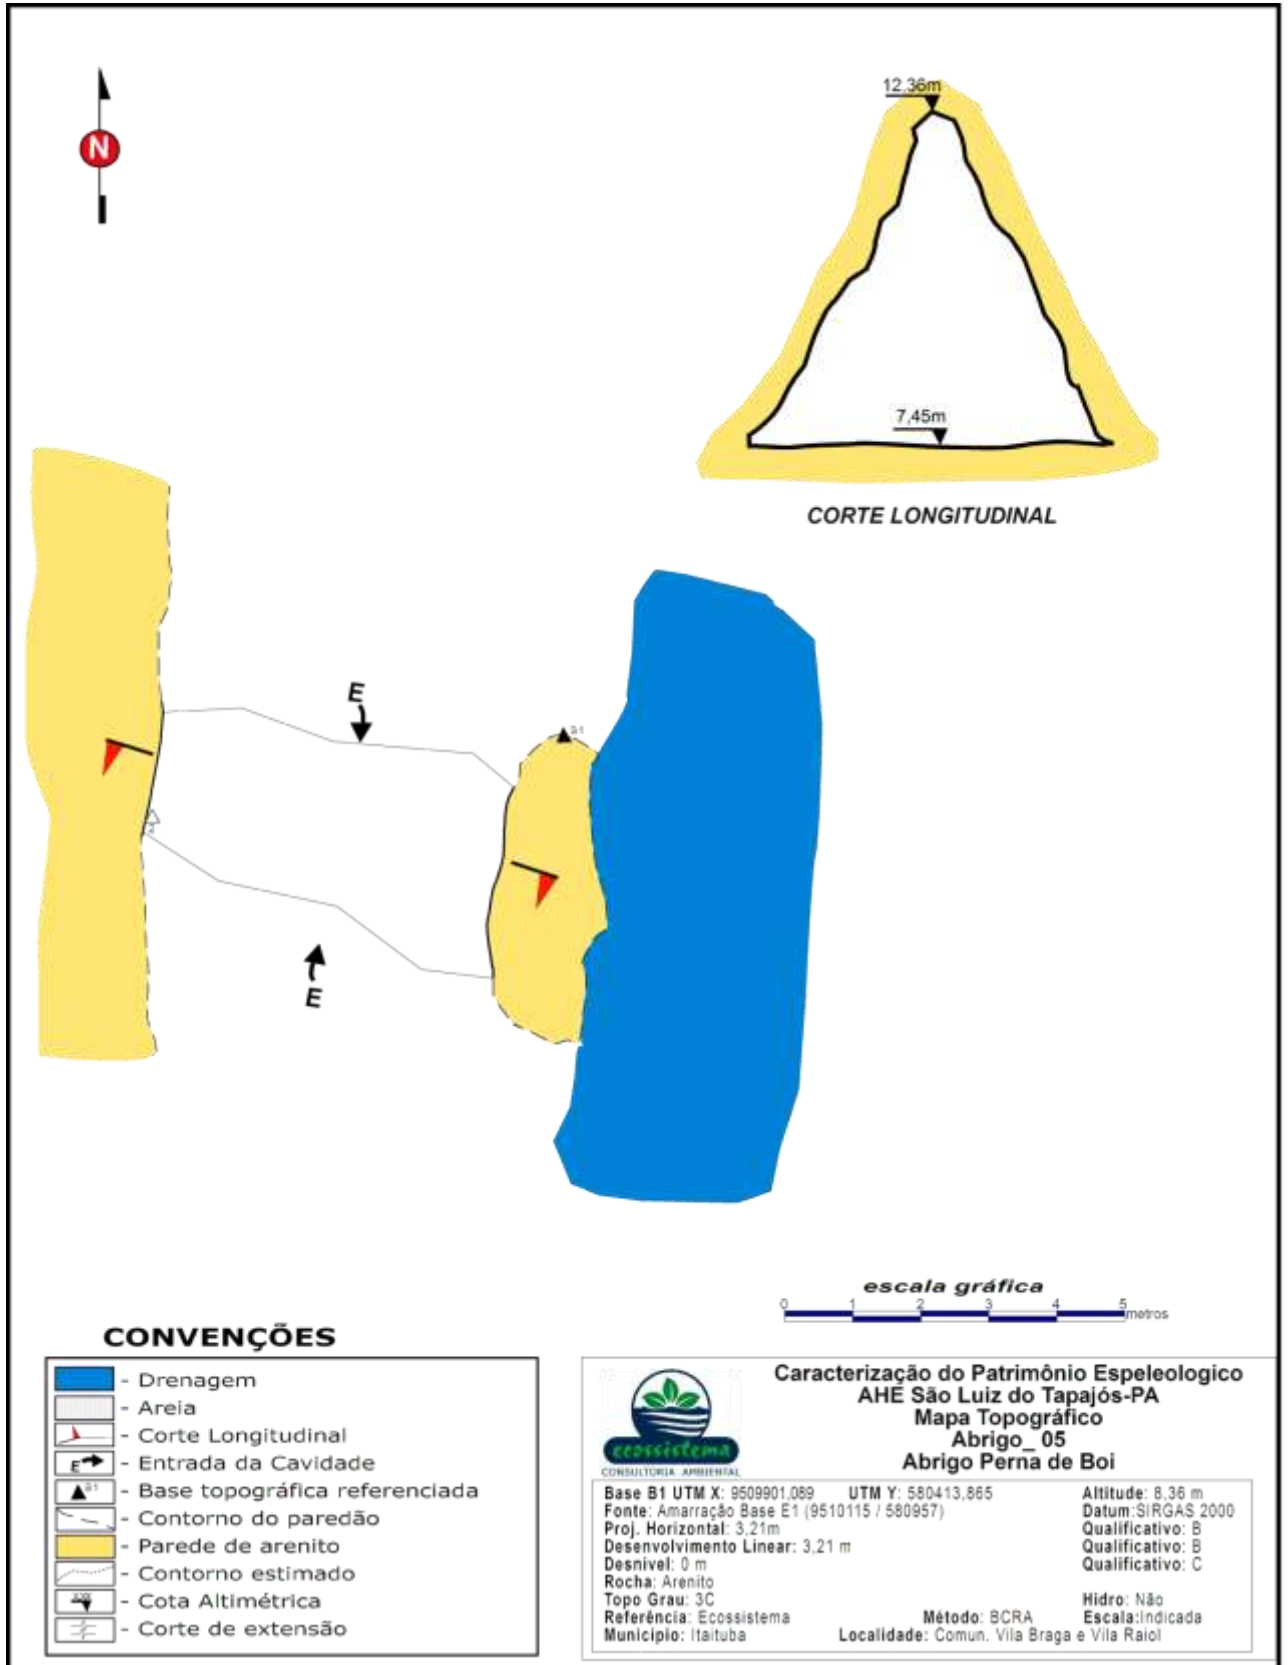 N
12,36m
7,45m
CORTE LONGITUDINAL
E
B1
E
escala gráfica
0 1 2 3 4 5
metros
CONVENÇÕES
- Drenagem
- Areia
- Corte Longitudinal
E - Entrada da Cavidade
B1 - Base topográfica referenciada
- Contorno do paredão
- Parede de arenito
- Contorno estimado
- Cota Altimétrica
- Corte de extensão
ecossistema
CONSULTORIA AMBIENTAL
Caracterização do Patrimônio Espeleologico
AHE São Luiz do Tapajós-PA
Mapa Topográfico
Abrigo_ 05
Abrigo Perna de Boi
Base B1 UTM X: 9509901,089 UTM Y: 580413,865 Altitude: 8,36 m
Fonte: Amarração Base E1 (9510115 / 580957) Datum:SIRGAS 2000
Proj. Horizontal: 3,21m Qualificativo: B
Desenvolvimento Linear: 3,21 m Qualificativo: B
Desnivel: 0 m Qualificativo: C
Rocha: Arenito
Topo Grau: 3C Hidro: Não
Referência: Ecossistema Método: BCRA Escala:Indicada
Municipio: Itaituba Localidade: Comun. Vila Braga e Vila Raiol